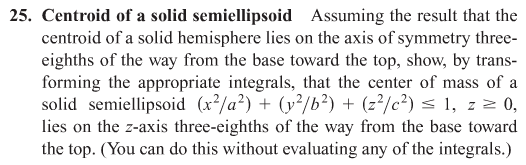 25. Centroid of a solid semiellipsoid Assuming the result that the
centroid of a solid hemisphere lies on the axis of symmetry three-
eighths of the way from the base toward the top, show, by trans-
forming the appropriate integrals, that the center of mass of a
solid semiellipsoid (x²/a²) + (y²/b²) + (z²/c²) ≤ 1, z ≥ 0,
lies on the z-axis three-eighths of the way from the base toward
the top. (You can do this without evaluating any of the integrals.)